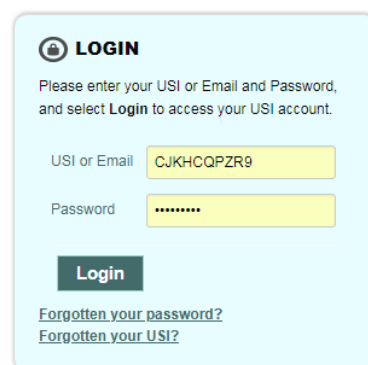 LOGIN
Please enter your USI or Email and Password,
and select Login to access your USI account.
USI or Email CJKHCQPZR9
Password •••••••••
Login
Forgotten your password?
Forgotten your USI?